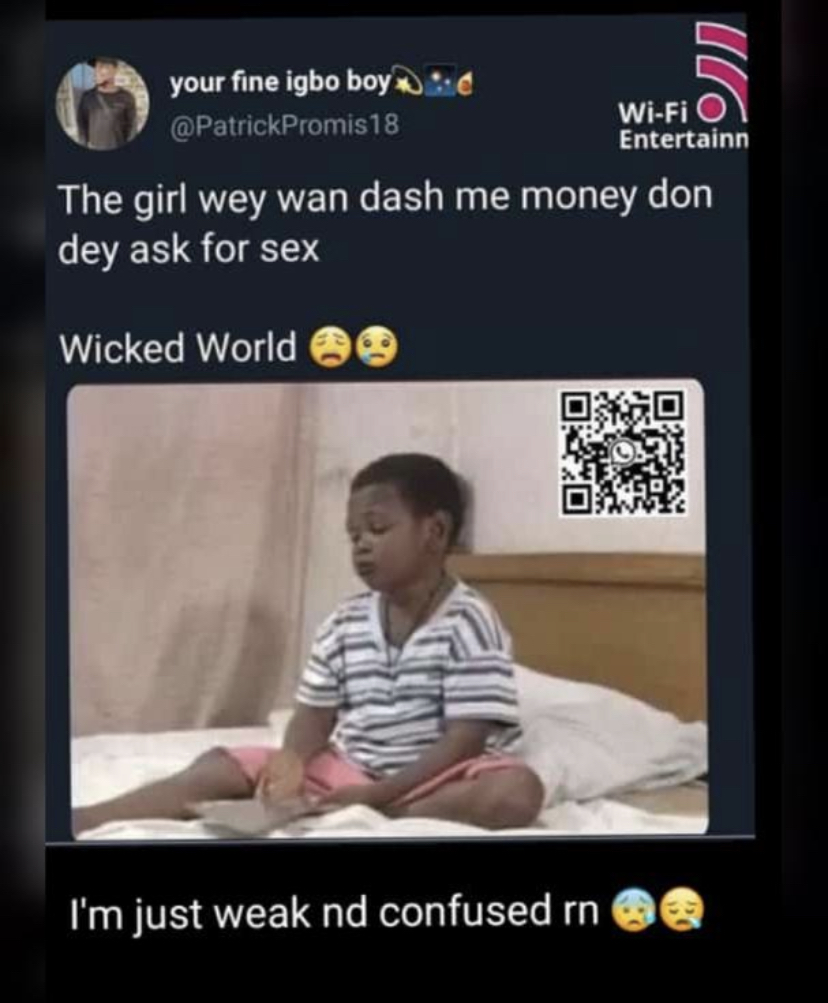 your fine igbo boy💫🌌🔥
@PatrickPromis18
Wi-Fi
Entertainn
The girl wey wan dash me money don
dey ask for sex
Wicked World 😩😢
I'm just weak nd confused rn 😰😪